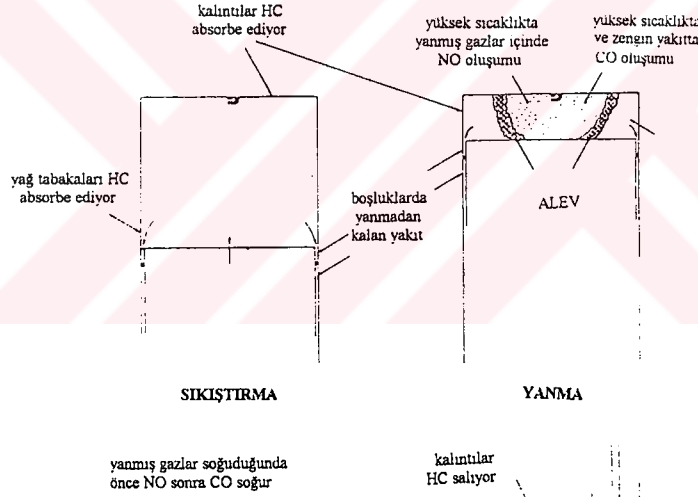 kalıntılar HC
absorbe ediyor
yüksek sıcaklıkta
yanmış gazlar içinde
NO oluşumu
yüksek sıcaklıkta
ve zengin yakıtta
CO oluşumu
yağ tabakaları HC
absorbe ediyor
boşluklarda
yanmadan
kalan yakıt
ALEV
SIKIŞTIRMA
YANMA
yanmış gazlar soğuduğunda
önce NO sonra CO soğur
kalıntılar
HC salıyor